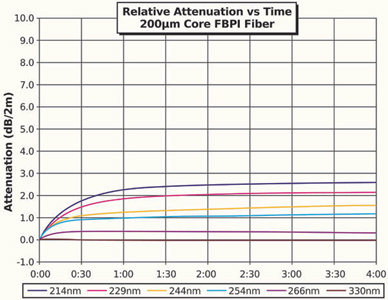 Relative Attenuation vs Time
200µm Core FBPI Fiber
Attenuation (dB/2m)
10.0
9.0
8.0
7.0
6.0
5.0
4.0
3.0
2.0
1.0
0.0
-1.0
0:00 0:30 1:00 1:30 2:00 2:30 3:00 3:30 4:00
214nm 229nm 244nm 254nm 266nm 330nm